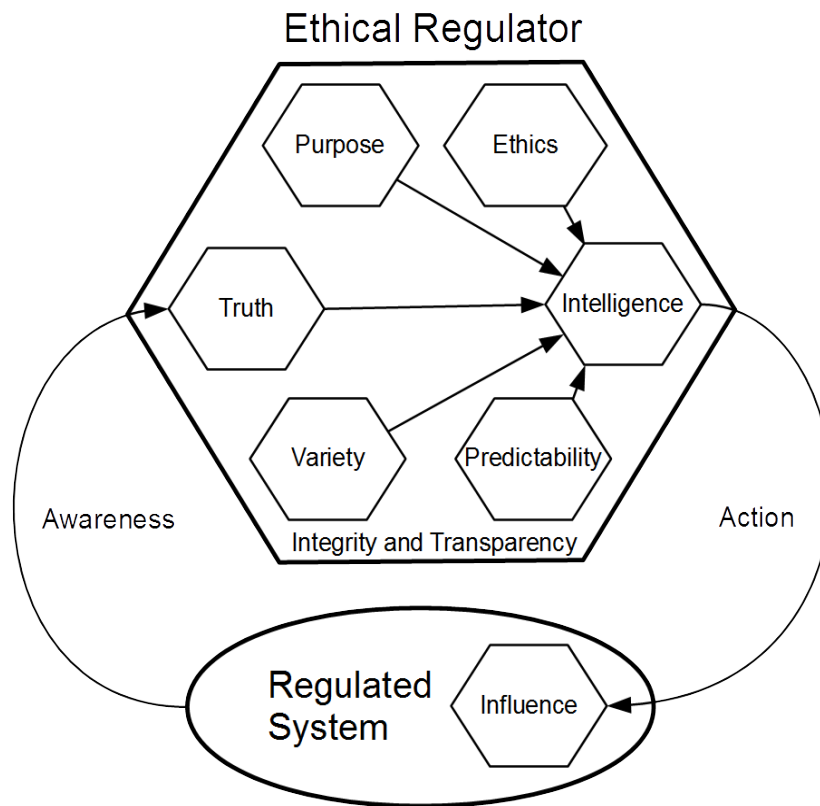 Ethical Regulator
Purpose
Ethics
Truth
Intelligence
Variety
Predictability
Integrity and Transparency
Awareness
Action
Regulated
System
Influence